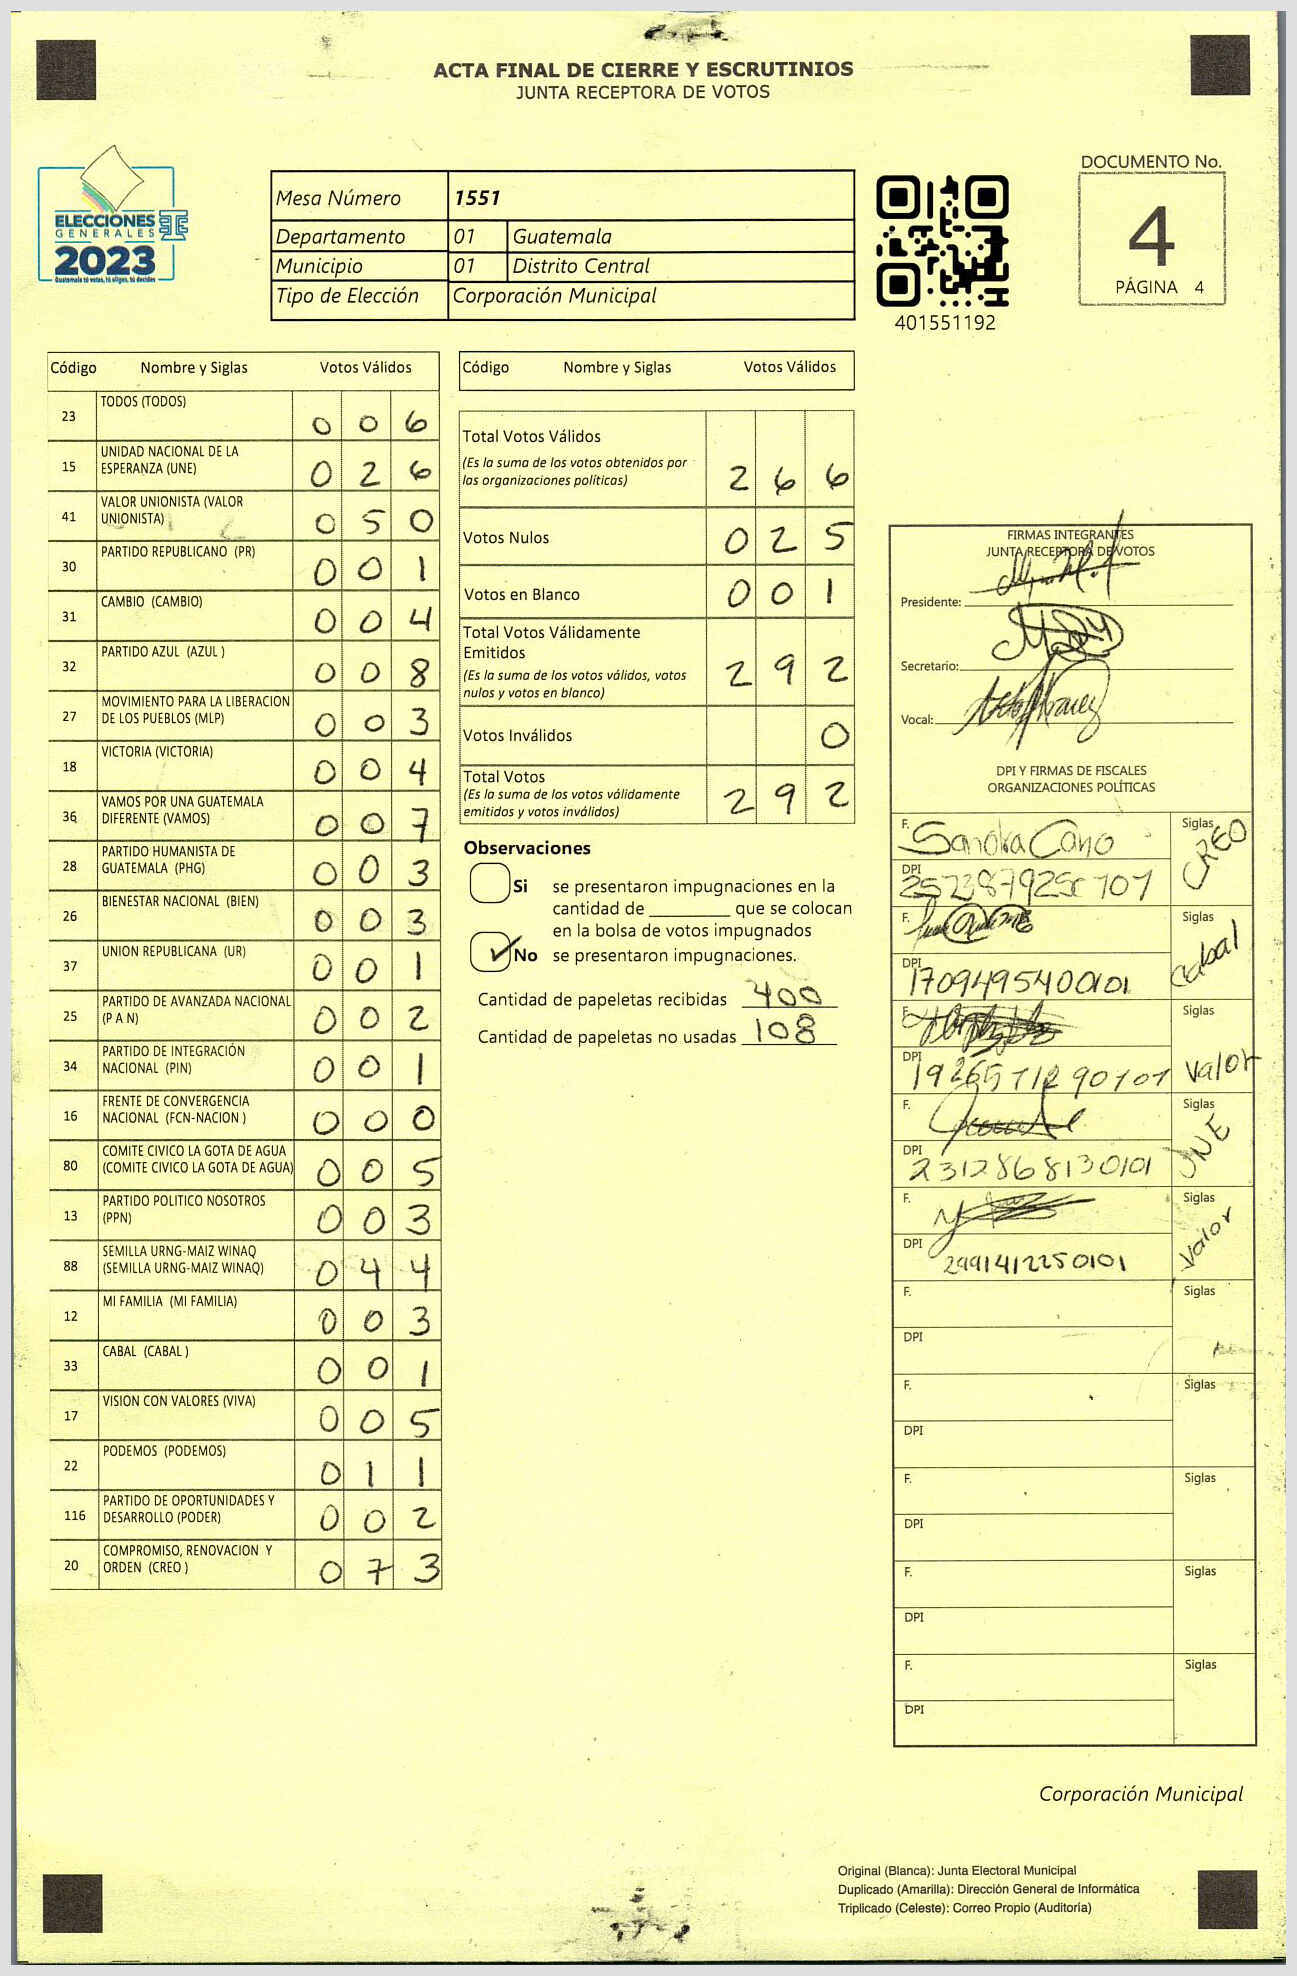 ACTA FINAL DE CIERRE Y ESCRUTINIOS
JUNTA RECEPTORA DE VOTOS
ELECCIONES
GENERALES
2023
Guatemala tú votas, tú eliges, tú decides
Mesa Número 1551
Departamento 01 Guatemala
Municipio 01 Distrito Central
Tipo de Elección Corporación Municipal
401551192
DOCUMENTO No.
4
PÁGINA 4
Código Nombre y Siglas Votos Válidos
23 TODOS (TODOS) 0 0 6
15 UNIDAD NACIONAL DE LA ESPERANZA (UNE) 0 2 6
41 VALOR UNIONISTA (VALOR UNIONISTA) 0 5 0
30 PARTIDO REPUBLICANO (PR) 0 0 1
31 CAMBIO (CAMBIO) 0 0 4
32 PARTIDO AZUL (AZUL ) 0 0 8
27 MOVIMIENTO PARA LA LIBERACION DE LOS PUEBLOS (MLP) 0 0 3
18 VICTORIA (VICTORIA) 0 0 4
36 VAMOS POR UNA GUATEMALA DIFERENTE (VAMOS) 0 0 7
28 PARTIDO HUMANISTA DE GUATEMALA (PHG) 0 0 3
26 BIENESTAR NACIONAL (BIEN) 0 0 3
37 UNION REPUBLICANA (UR) 0 0 1
25 PARTIDO DE AVANZADA NACIONAL (P A N) 0 0 2
34 PARTIDO DE INTEGRACIÓN NACIONAL (PIN) 0 0 1
16 FRENTE DE CONVERGENCIA NACIONAL (FCN-NACION ) 0 0 0
80 COMITE CIVICO LA GOTA DE AGUA (COMITE CIVICO LA GOTA DE AGUA) 0 0 5
13 PARTIDO POLITICO NOSOTROS (PPN) 0 0 3
88 SEMILLA URNG-MAIZ WINAQ (SEMILLA URNG-MAIZ WINAQ) 0 4 4
12 MI FAMILIA (MI FAMILIA) 0 0 3
33 CABAL (CABAL ) 0 0 1
17 VISION CON VALORES (VIVA) 0 0 5
22 PODEMOS (PODEMOS) 0 1 1
116 PARTIDO DE OPORTUNIDADES Y DESARROLLO (PODER) 0 0 2
20 COMPROMISO, RENOVACION Y ORDEN (CREO ) 0 7 3
Código Nombre y Siglas Votos Válidos
Total Votos Válidos
(Es la suma de los votos obtenidos por
las organizaciones políticas) 2 6 6
Votos Nulos 0 2 5
Votos en Blanco 0 0 1
Total Votos Válidamente
Emitidos
(Es la suma de los votos válidos, votos
nulos y votos en blanco) 2 9 2
Votos Inválidos 0
Total Votos
(Es la suma de los votos válidamente
emitidos y votos inválidos) 2 9 2
Observaciones
Si se presentaron impugnaciones en la
cantidad de que se colocan
en la bolsa de votos impugnados
No se presentaron impugnaciones.
Cantidad de papeletas recibidas 400
Cantidad de papeletas no usadas 108
FIRMAS INTEGRANTES
JUNTA RECEPTORA DE VOTOS
Presidente:
Secretario:
Vocal:
DPI Y FIRMAS DE FISCALES
ORGANIZACIONES POLÍTICAS
F. Sandra Cano Siglas CREO
DPI
F. Siglas Cabal
DPI 1709495400101
F. Siglas Valor
DPI
F. Siglas UNE
DPI 2312868130101
F. Siglas Valor
DPI 2991412250101
F. Siglas
DPI
F. Siglas
DPI
F. Siglas
DPI
F. Siglas
DPI
F. Siglas
DPI
Corporación Municipal
Original (Blanca): Junta Electoral Municipal
Duplicado (Amarilla): Dirección General de Informática
Triplicado (Celeste): Correo Propio (Auditoría)